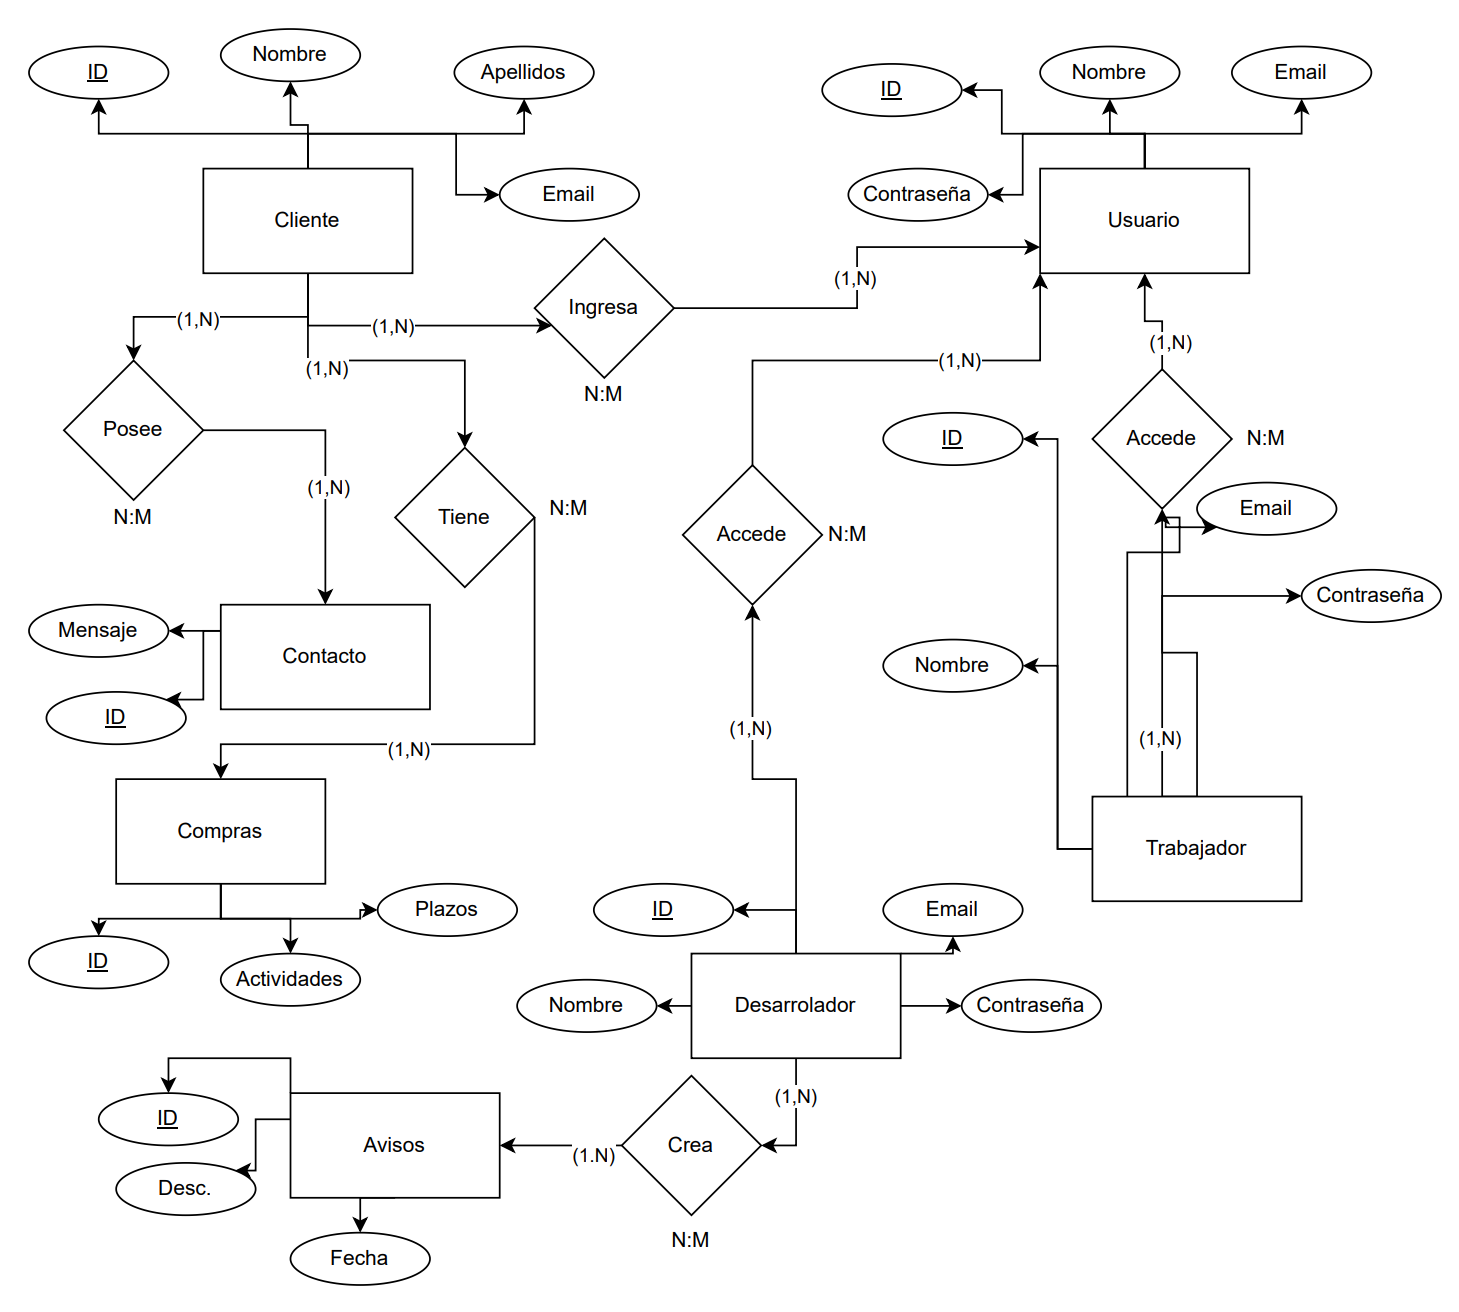 Nombre
ID
Apellidos
Email
Cliente
ID
Nombre
Email
Contraseña
Usuario
Ingresa
(1,N)
(1,N)
(1,N)
(1,N)
N:M
Posee
N:M
(1,N)
Tiene
N:M
(1,N)
(1,N)
ID
Accede
N:M
Email
Accede
N:M
Contraseña
Mensaje
Contacto
ID
Nombre
(1,N)
(1,N)
(1,N)
Compras
Trabajador
Plazos
ID
Actividades
ID
Email
Nombre
Desarrolador
Contraseña
(1,N)
ID
Avisos
Crea
(1.N)
Desc.
N:M
Fecha